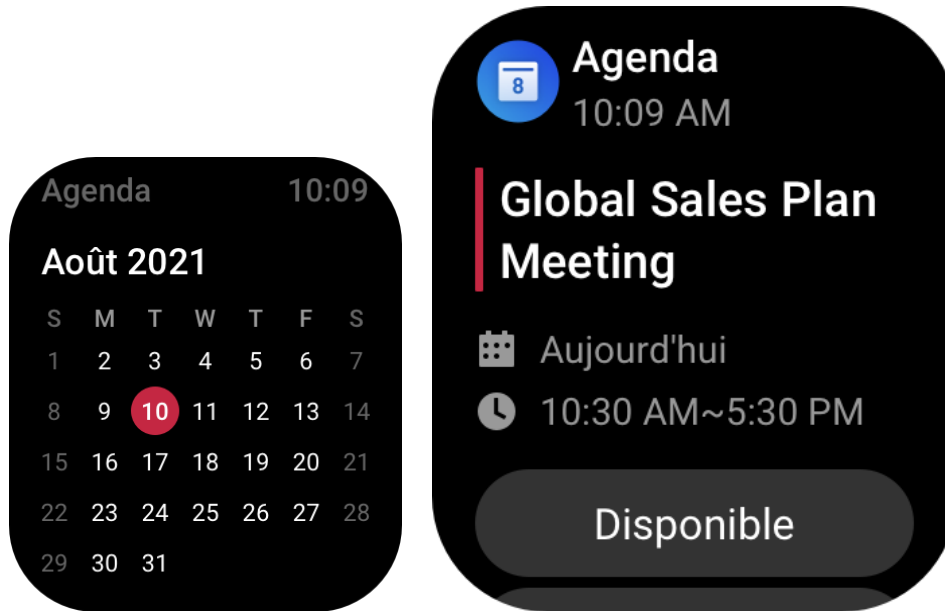 Agenda 10:09
Août 2021
S M T W T F S
1 2 3 4 5 6 7
8 9 10 11 12 13 14
15 16 17 18 19 20 21
22 23 24 25 26 27 28
29 30 31
8
Agenda
10:09 AM
Global Sales Plan
Meeting
Aujourd'hui
10:30 AM~5:30 PM
Disponible